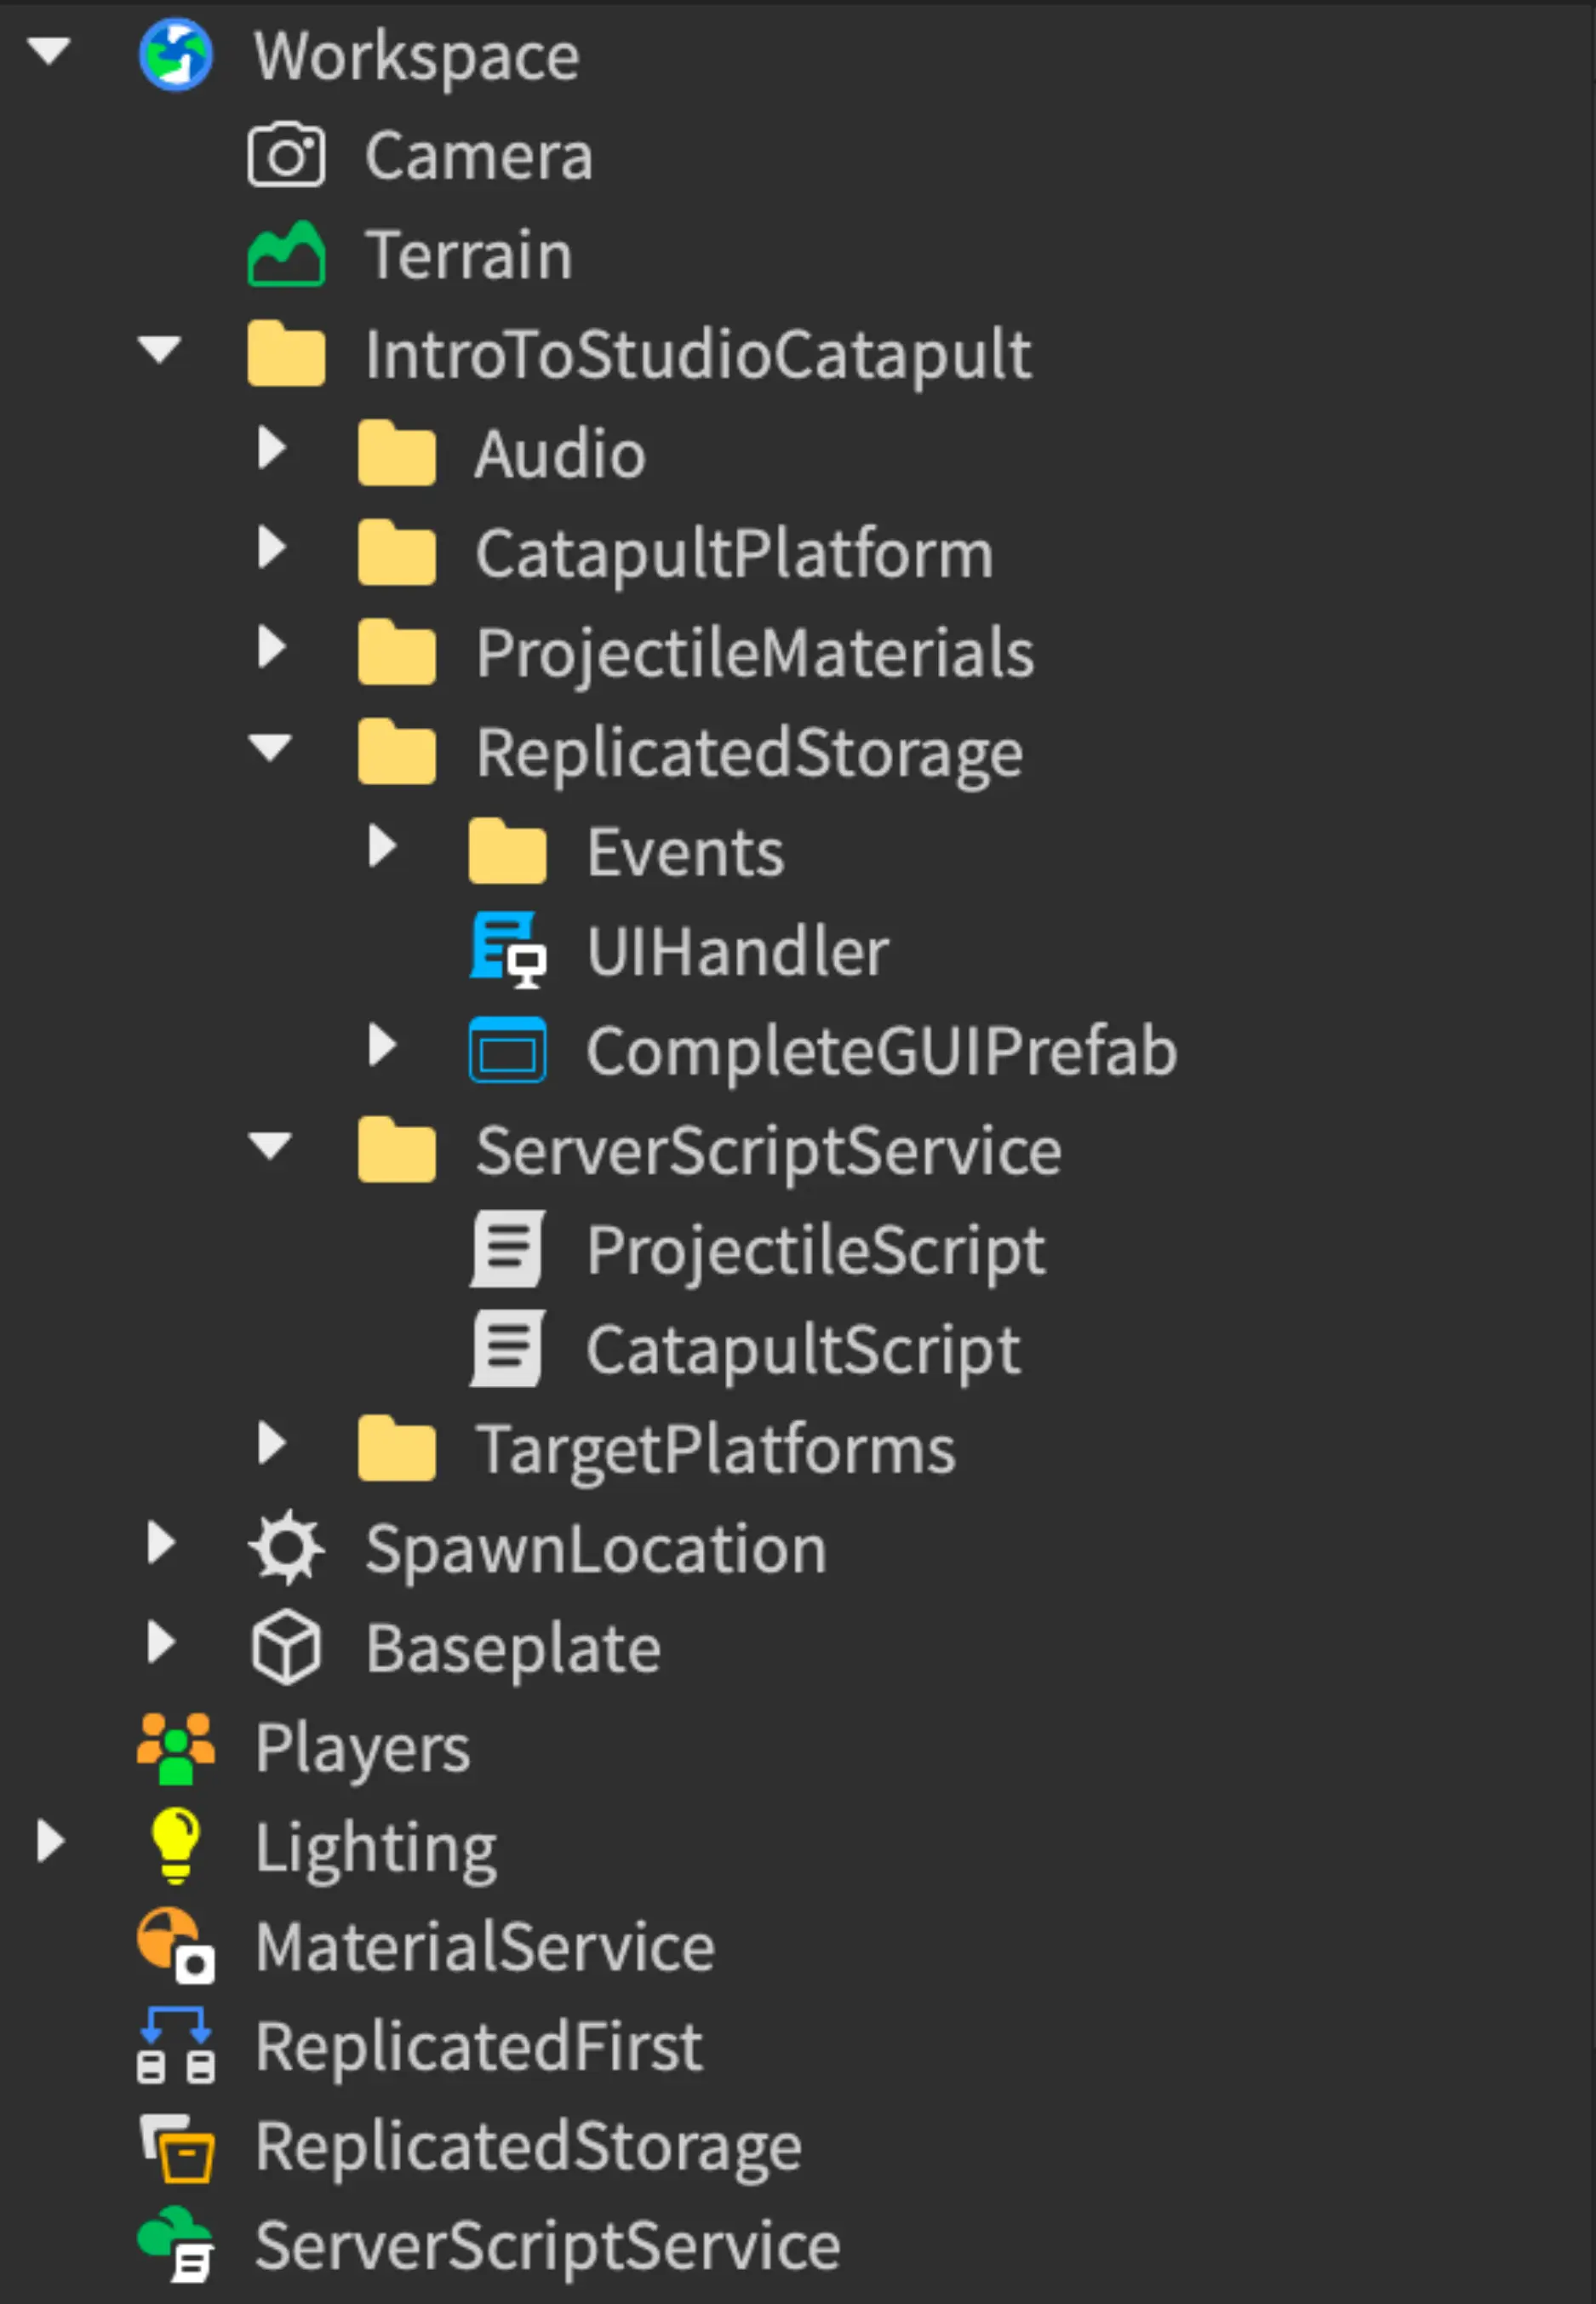 Workspace
Camera
Terrain
IntroToStudioCatapult
Audio
CatapultPlatform
ProjectileMaterials
ReplicatedStorage
Events
UIHandler
CompleteGUIPrefab
ServerScriptService
ProjectileScript
CatapultScript
TargetPlatforms
SpawnLocation
Baseplate
Players
Lighting
MaterialService
ReplicatedFirst
ReplicatedStorage
ServerScriptService